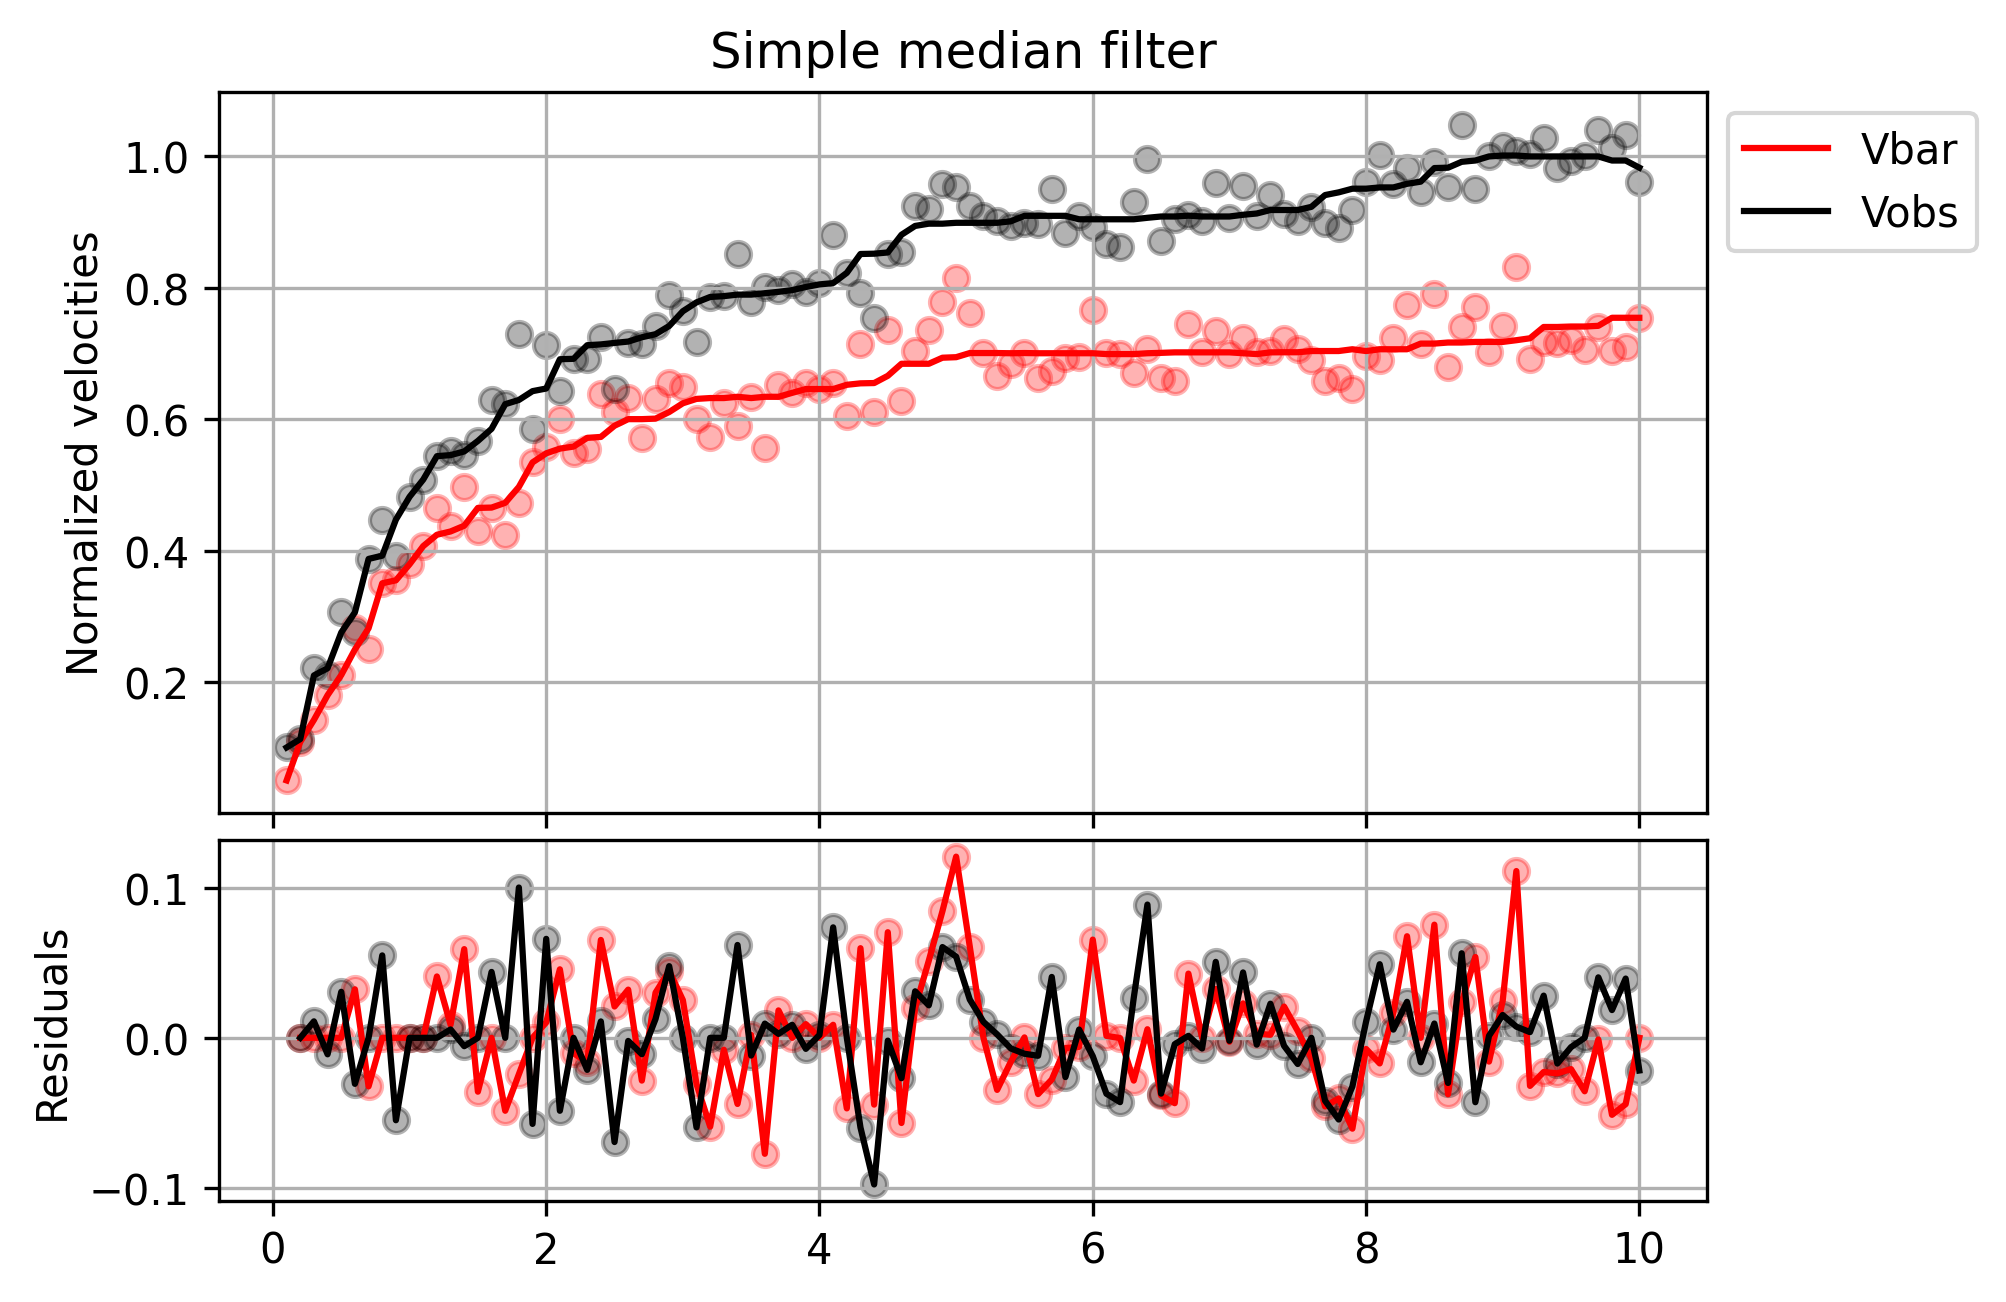 Simple median filter
Normalized velocities
1.0
0.8
0.6
0.4
0.2
Vbar
Vobs
Residuals
0.1
0.0
−0.1
0 2 4 6 8 10